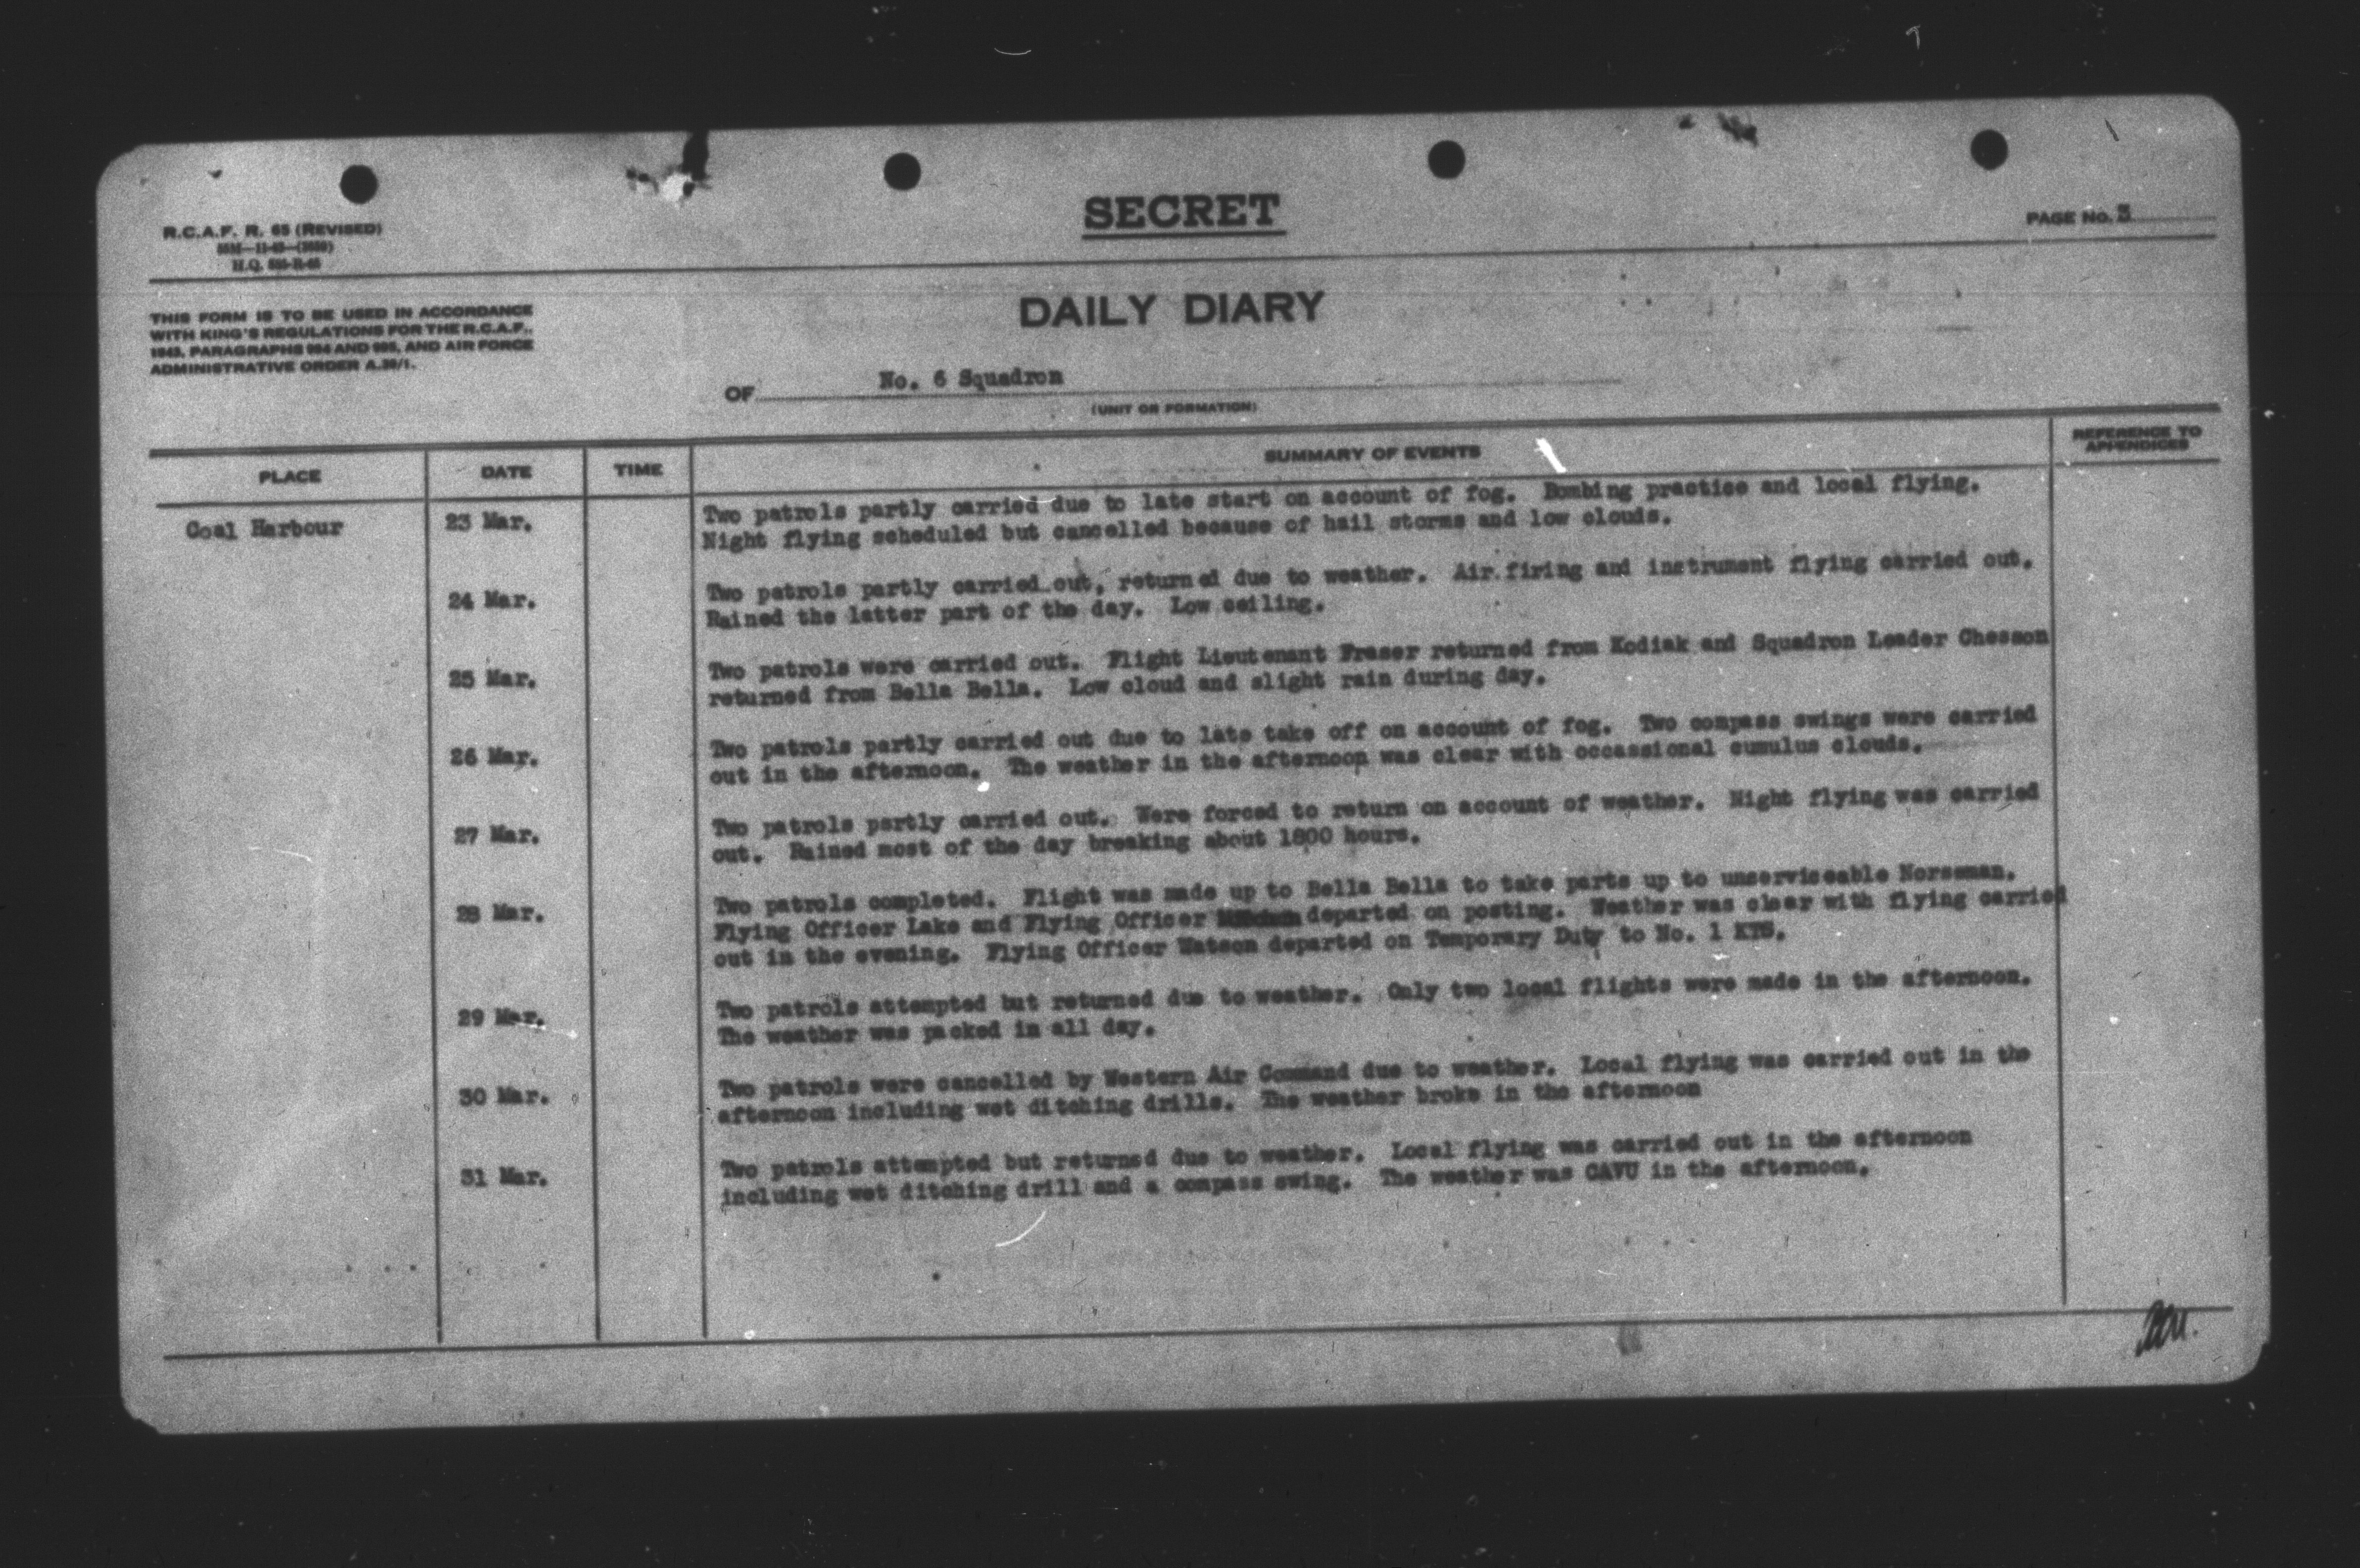 SECRET
PAGE No. 3
R.C.A.F. R. 65 (REVISED)
H.Q.
DAILY DIARY
THIS FORM IS TO BE USED IN ACCORDANCE
WITH KING'S REGULATIONS FOR THE R.C.A.F.,
1943, PARAGRAPHS AND AND AIR FORCE
ADMINISTRATIVE ORDER
OF No. 6 Squadron
(UNIT OR FORMATION)
PLACE DATE TIME SUMMARY OF EVENTS REFERENCE TO APPENDICES
Coal Harbour 23 Mar. Two patrols partly carried due to late start on account of fog. Bombing practice and local flying.
Night flying scheduled but cancelled because of hail storms and low clouds.
24 Mar. Two patrols partly carried out, returned due to weather. Air firing and instrument flying carried out.
Rained the latter part of the day. Low ceiling.
25 Mar. Two patrols were carried out. Flight Lieutenant Fraser returned from Kodiak and Squadron Leader Chesson
returned from Bella Bella. Low cloud and slight rain during day.
26 Mar. Two patrols partly carried out due to late take off on account of fog. Two compass swings were carried
out in the afternoon. The weather in the afternoon was clear with occassional cumulus clouds.
27 Mar. Two patrols partly carried out. Were forced to return on account of weather. Night flying was carried
out. Rained most of the day breaking about 1800 hours.
28 Mar. Two patrols completed. Flight was made up to Bella Bella to take parts up to unserviceable Norseman.
Flying Officer Lake and Flying Officer departed on posting. Weather was clear with flying carried
out in the evening. Flying Officer Watson departed on Temporary Duty to No. 1 KTS.
29 Mar. Two patrols attempted but returned due to weather. Only two local flights were made in the afternoon.
The weather was packed in all day.
30 Mar. Two patrols were cancelled by Western Air Command due to weather. Local flying was carried out in the
afternoon including wet ditching drills. The weather broke in the afternoon
31 Mar. Two patrols attempted but returned due to weather. Local flying was carried out in the afternoon
including wet ditching drill and a compass swing. The weather was CAVU in the afternoon.